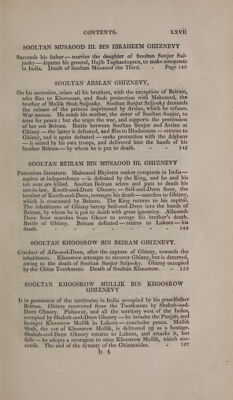 CONTENTS. xxvii
SOOLTAN MUSAOOD III. BIN IBRAHEEM GHIZNEVY
Succeeds his father — marries the daughter of Sooltan Sunjur Sul-
jooky — deputes his general, Hajib Toghantugeen, to make conquests
in India. Death of Sooltan Musaood the Third. - Page 143
SOOLTAN ARSLAN GHIZNEVY,
On his accession, seizes all his brothers, with the exception of Beiram,
who flies to Khorassan, and finds protection with Mahomed, the
brother of Mullik Shah Suljooky. Sooltan Suljooky demands
the release of the princes imprisoned by Arslan, which he refuses.
War ensues. He sends his mother, the sister of Sooltan Sunjur, to
treat for peace; but she urges the war, and supports the pretension
of her son Beiram. Battle between Sooltan Sunjur and Arslan of
Ghizny — the latter is defeated, and flies to Hindoostan — returns to
Ghizny, and is again defeated — seeks protection with the Afghans
— is seized by his own troops, and delivered into the hands of his
brother Beiram — by whom he is put to death. - - 142
SOOLTAN BEIRAM BIN MUSAOOD III. GHIZNEVY
Patronises literature. Mahomed Bhyleem makes conquests in India —
aspires at independence — is defeated by the King, and he and his
ten sons are killed. Sooltan Beiram seizes and puts to death his
son-in-law, Kootb-ood-Deen Ghoory. — Seif-ood-Deen Soor, the
brother of Kootb-ood-Deen, revenges his death — marches to Ghizny,
which is evacuated by Beiram. The King returns to his capital.
The inhabitants of Ghizny betray Seif-ood-Deen into the hands of
Beiram, by whom he is put to death with great ignominy. Alla-ood-
Deen Soor marches from Ghoor to avenge his brother's death.
Battle of Ghizny. Beiram defeated — retires to Lahore — his
death. - - - - - 149
SOOLTAN KHOOSROW BIN BEIRAM GHIZNEVY.
Conduct of Alla-ood-Deen, after the capture of Ghizny, towards the
inhabitants. Khoosrow attempts to recover Ghizny, but is deterred,
owing to the death of Sooltan Sunjur Suljooky. Ghizny occupied
by the Ghizn Toorkmans. Death of Sooltan Khoosrow. - 153
SOOLTAN KHOOSROW MULLIK BIN KHOOSROW
GHIZNEVY
Is in possession of the territories in India occupied by his grandfather
Beiram. Ghizny recovered from the Toorkmans by Shahab-ood-
Deen Ghoory. Pishawur, and all the territory west of the Indus,
occupied by Shahab-ood-Deen Ghoory — he invades the Punjab, and
besieges Khoosrow Mullik in Lahore — concludes peace. Mullik
Shah, the son of Khoosrow Mullik, is delivered up as a hostage.
Shahab-ood-Deen Ghoory returns to Lahore, and attacks it, but
fails — he adopts a stratagem to seize Khoosrow Mullik, which suc-
ceeds. The end of the dynasty of the Ghiznevides. - 157
b 4